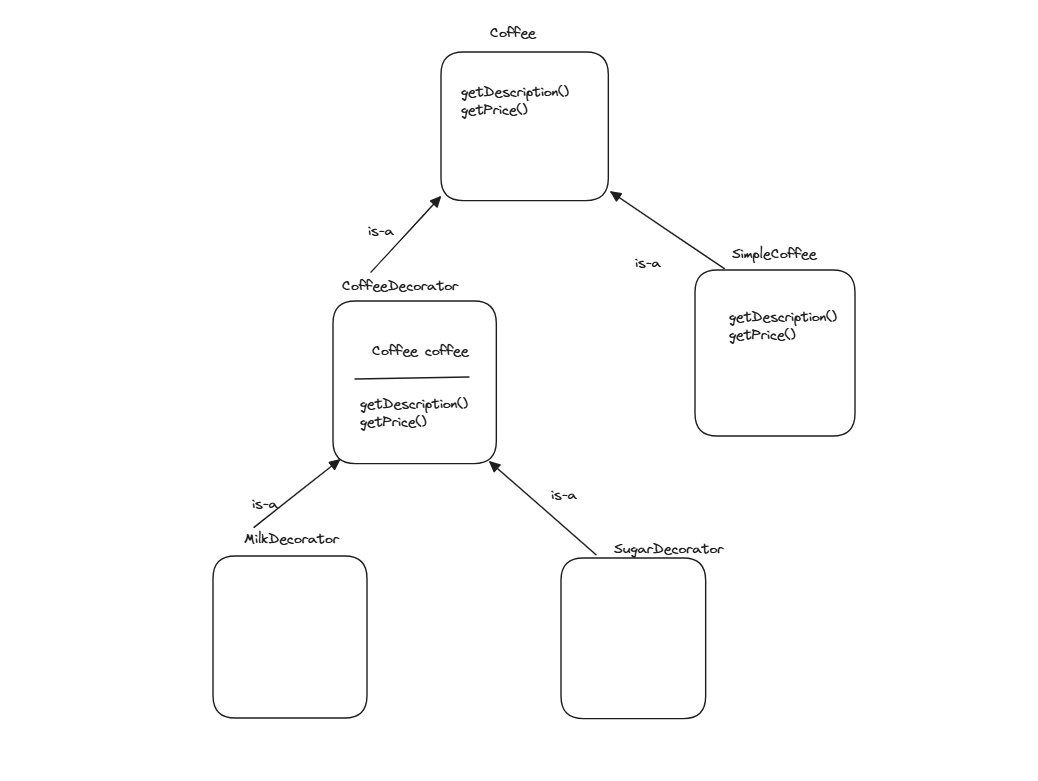 Coffee
getDescription()
getPrice()
is-a
is-a
SimpleCoffee
getDescription()
getPrice()
CoffeeDecorator
Coffee coffee
getDescription()
getPrice()
is-a
is-a
MilkDecorator
SugarDecorator